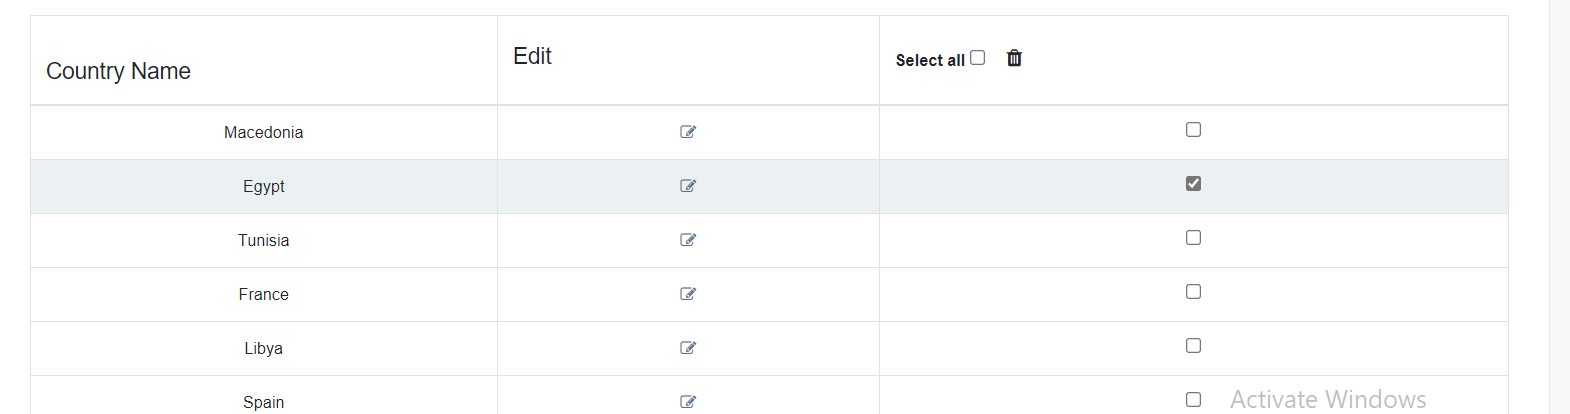 Country Name
Edit
Select all
Macedonia
Egypt
Tunisia
France
Libya
Spain
Activate Windows